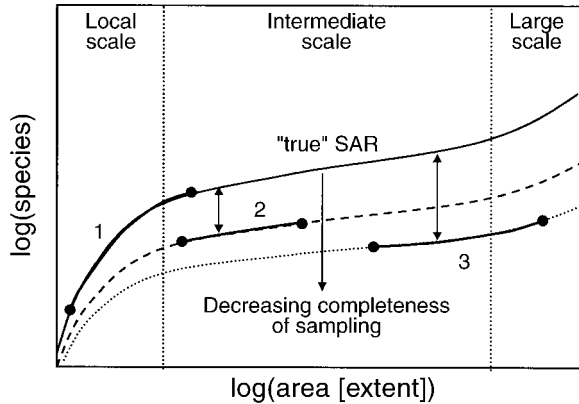 Local
scale
Intermediate
scale
Large
scale
log(species)
"true" SAR
1
2
3
Decreasing completeness
of sampling
log(area [extent])